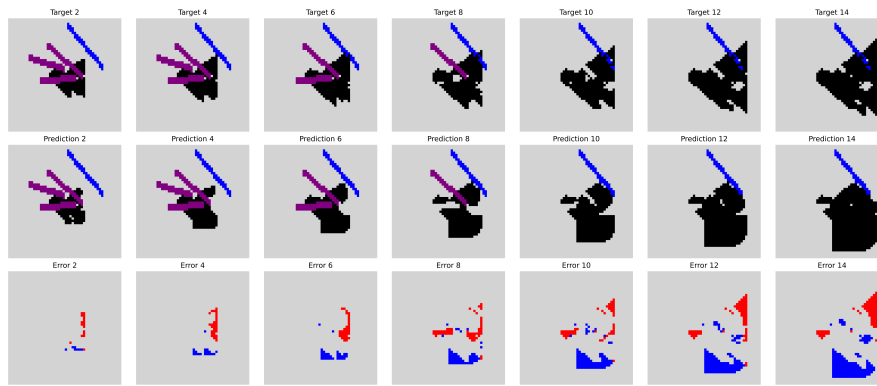 Target 2 Target 4 Target 6 Target 8 Target 10 Target 12 Target 14
Prediction 2 Prediction 4 Prediction 6 Prediction 8 Prediction 10 Prediction 12 Prediction 14
Error 2 Error 4 Error 6 Error 8 Error 10 Error 12 Error 14